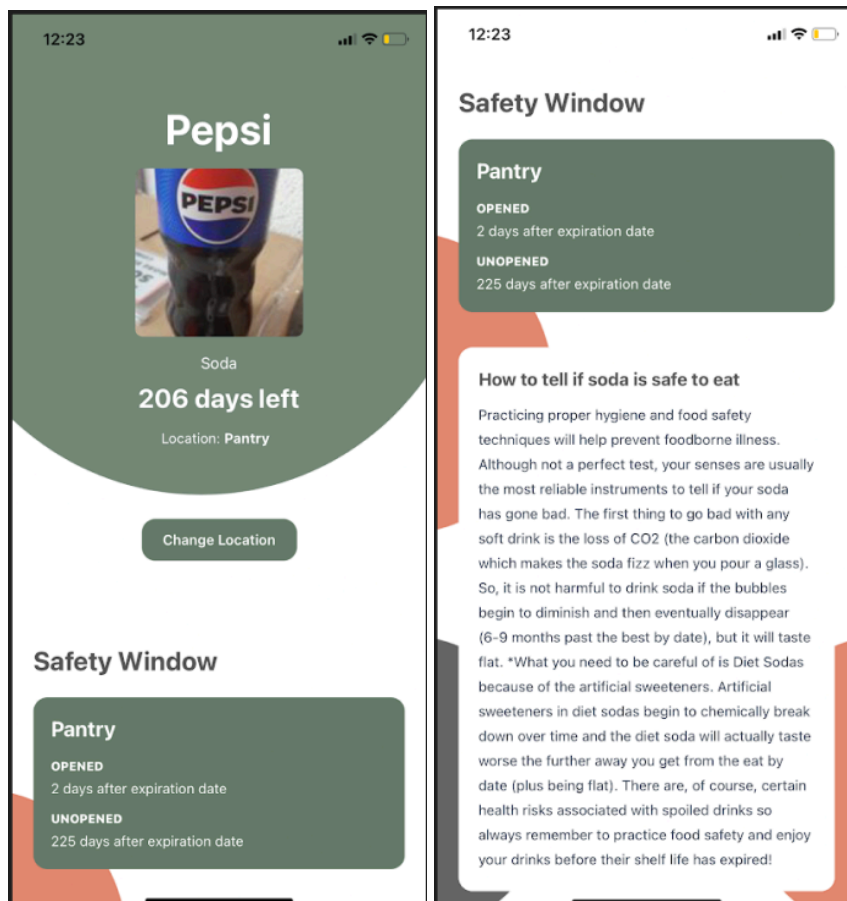 12:23
Pepsi
PEPSI
Soda
206 days left
Location: Pantry
Change Location
Safety Window
Pantry
OPENED
2 days after expiration date
UNOPENED
225 days after expiration date
12:23
Safety Window
Pantry
OPENED
2 days after expiration date
UNOPENED
225 days after expiration date
How to tell if soda is safe to eat
Practicing proper hygiene and food safety
techniques will help prevent foodborne illness.
Although not a perfect test, your senses are usually
the most reliable instruments to tell if your soda
has gone bad. The first thing to go bad with any
soft drink is the loss of CO2 (the carbon dioxide
which makes the soda fizz when you pour a glass).
So, it is not harmful to drink soda if the bubbles
begin to diminish and then eventually disappear
(6-9 months past the best by date), but it will taste
flat. *What you need to be careful of is Diet Sodas
because of the artificial sweeteners. Artificial
sweeteners in diet sodas begin to chemically break
down over time and the diet soda will actually taste
worse the further away you get from the eat by
date (plus being flat). There are, of course, certain
health risks associated with spoiled drinks so
always remember to practice food safety and enjoy
your drinks before their shelf life has expired!